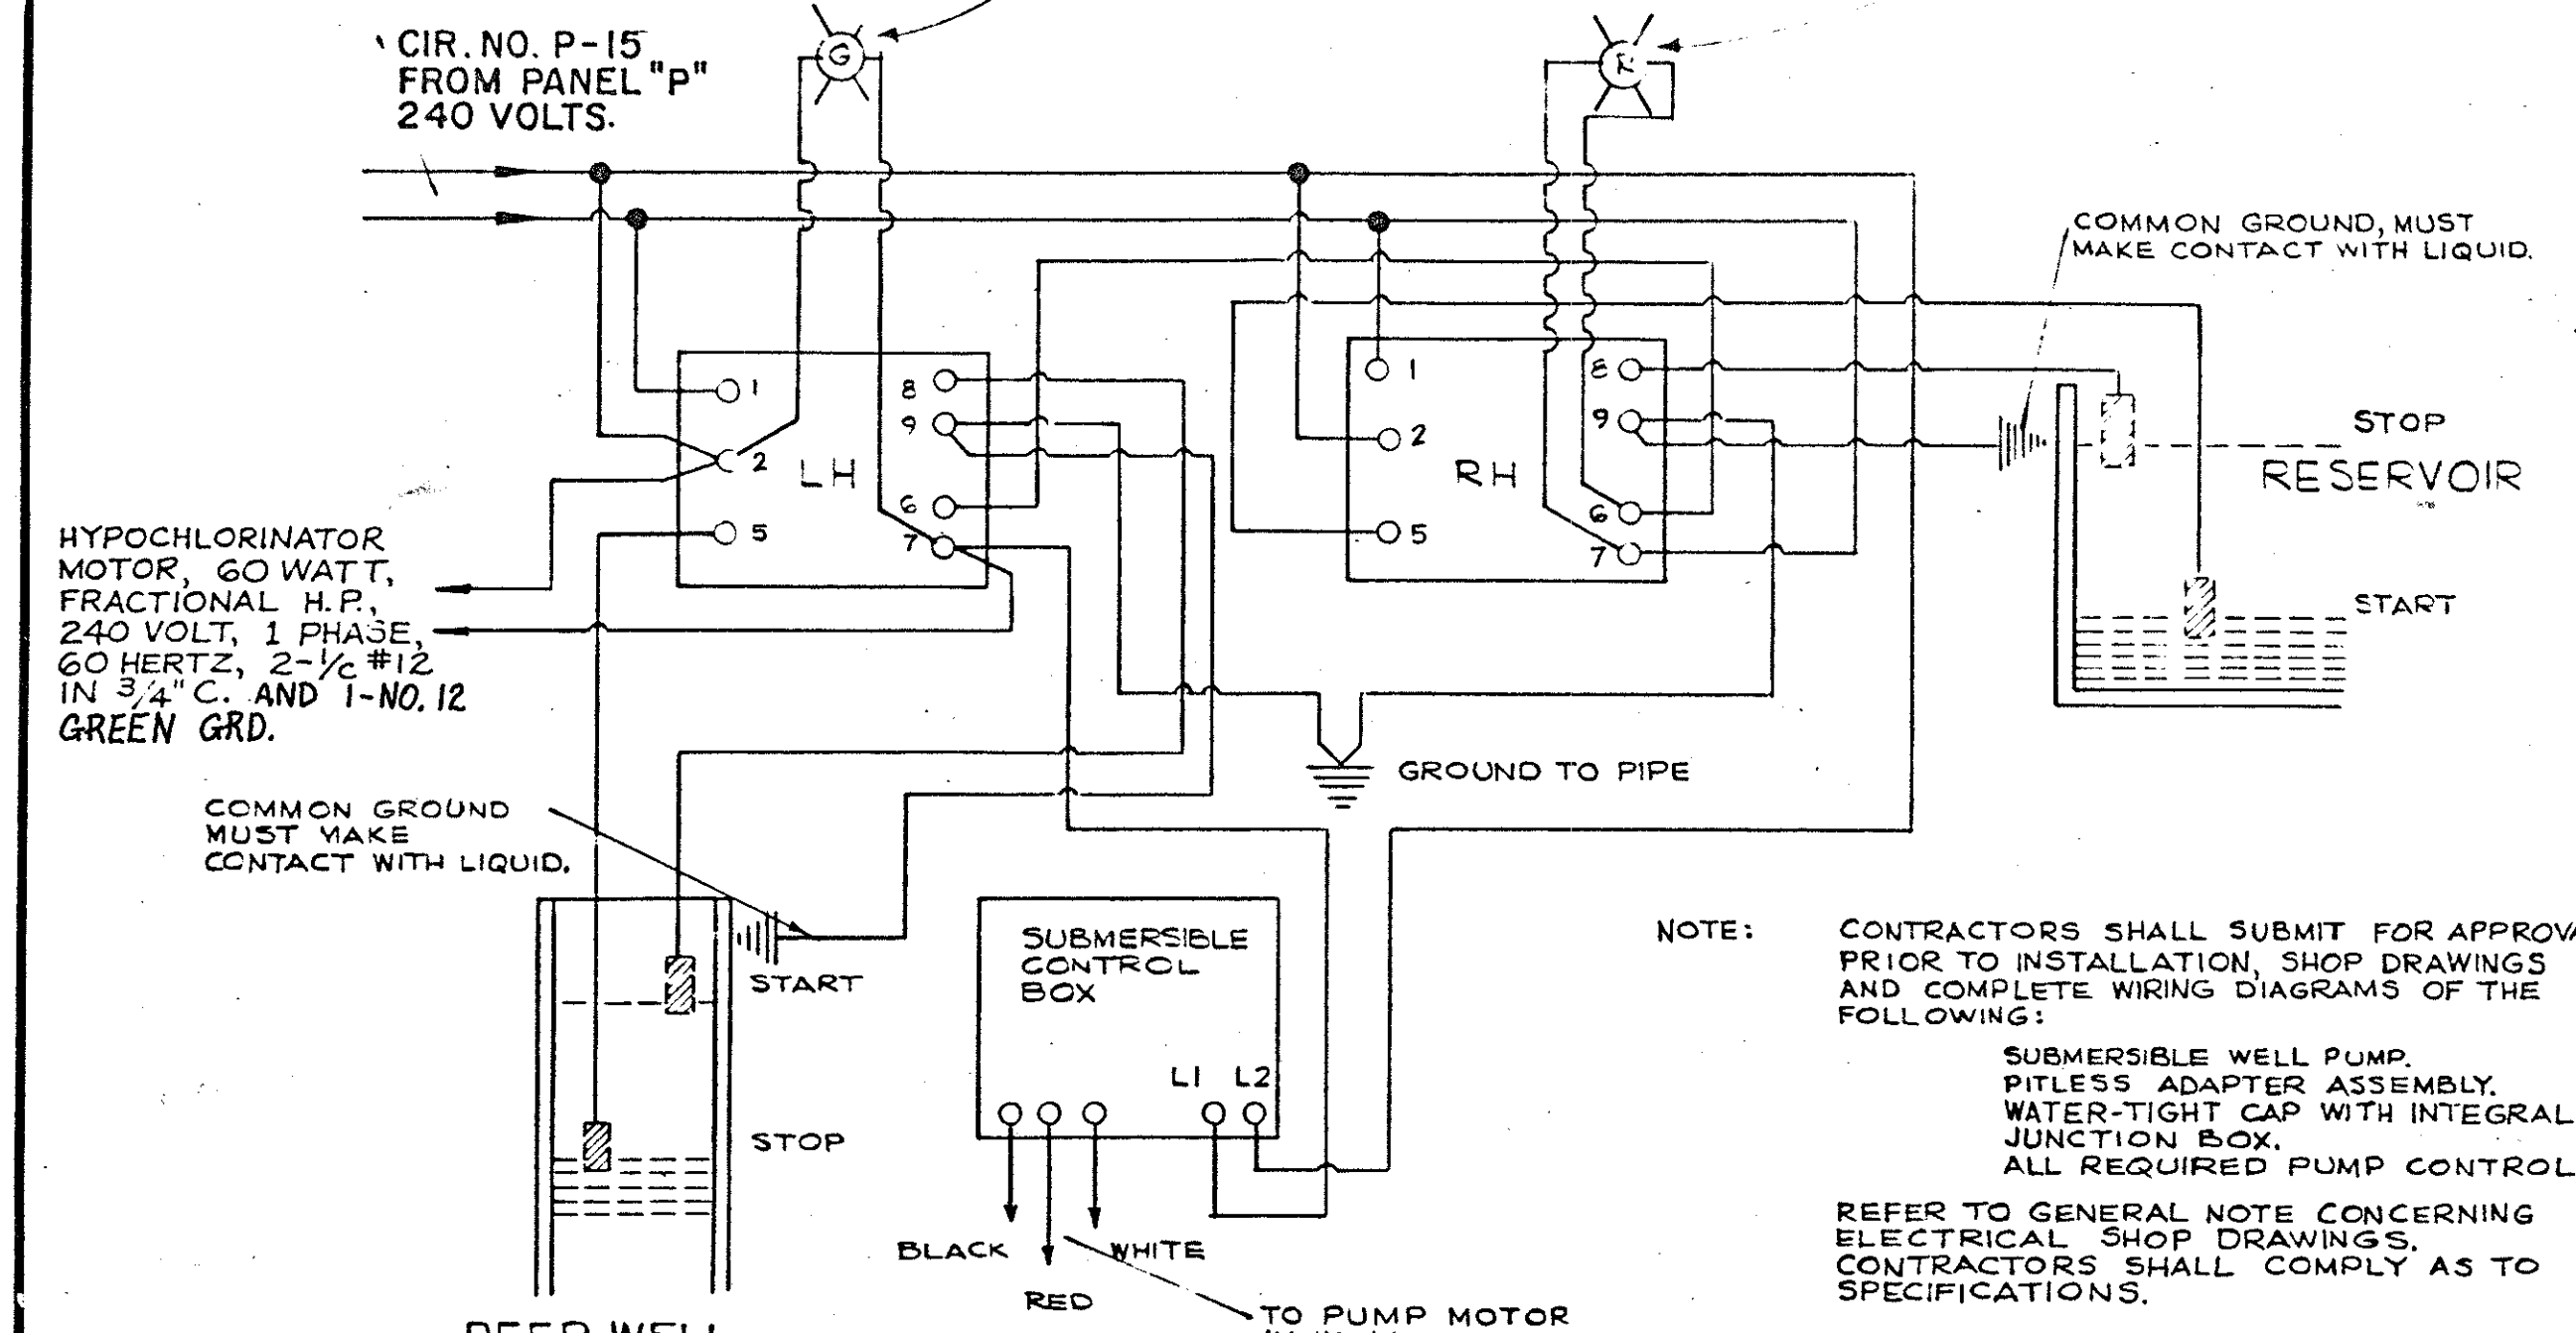 CIR. NO. P-15
FROM PANEL "P"
240 VOLTS.
G
R
COMMON GROUND, MUST
MAKE CONTACT WITH LIQUID.
1
2
5
LH
8
9
6
7
1
2
5
RH
8
9
6
7
STOP
RESERVOIR
START
HYPOCHLORINATOR
MOTOR, 60 WATT,
FRACTIONAL H.P.,
240 VOLT, 1 PHASE,
60 HERTZ, 2-1/C #12
IN 3/4" C. AND 1-NO. 12
GREEN GRD.
GROUND TO PIPE
COMMON GROUND
MUST MAKE
CONTACT WITH LIQUID.
START
STOP
DEEP WELL
SUBMERSIBLE
CONTROL
BOX
L1 L2
BLACK
WHITE
RED
TO PUMP MOTOR
NOTE:
CONTRACTORS SHALL SUBMIT FOR APPROVA
PRIOR TO INSTALLATION, SHOP DRAWINGS
AND COMPLETE WIRING DIAGRAMS OF THE
FOLLOWING:
SUBMERSIBLE WELL PUMP.
PITLESS ADAPTER ASSEMBLY.
WATER-TIGHT CAP WITH INTEGRAL
JUNCTION BOX.
ALL REQUIRED PUMP CONTROL
REFER TO GENERAL NOTE CONCERNING
ELECTRICAL SHOP DRAWINGS.
CONTRACTORS SHALL COMPLY AS TO
SPECIFICATIONS.